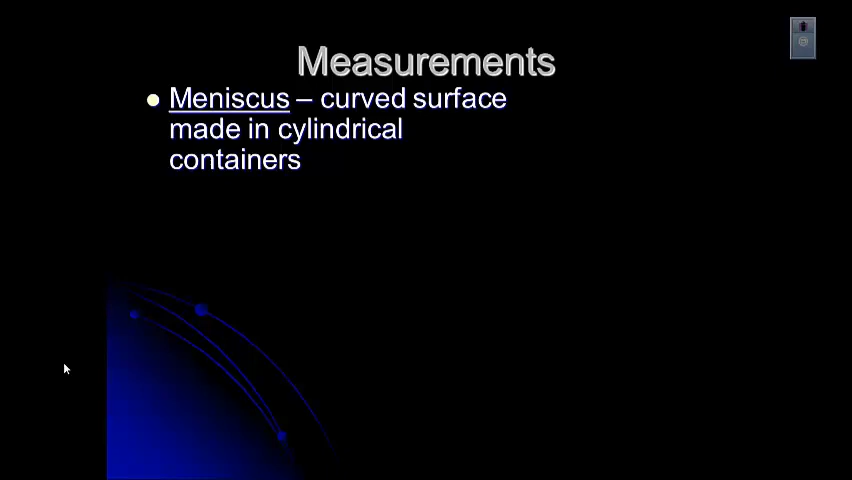 Measurements
Meniscus – curved surface
made in cylindrical
containers